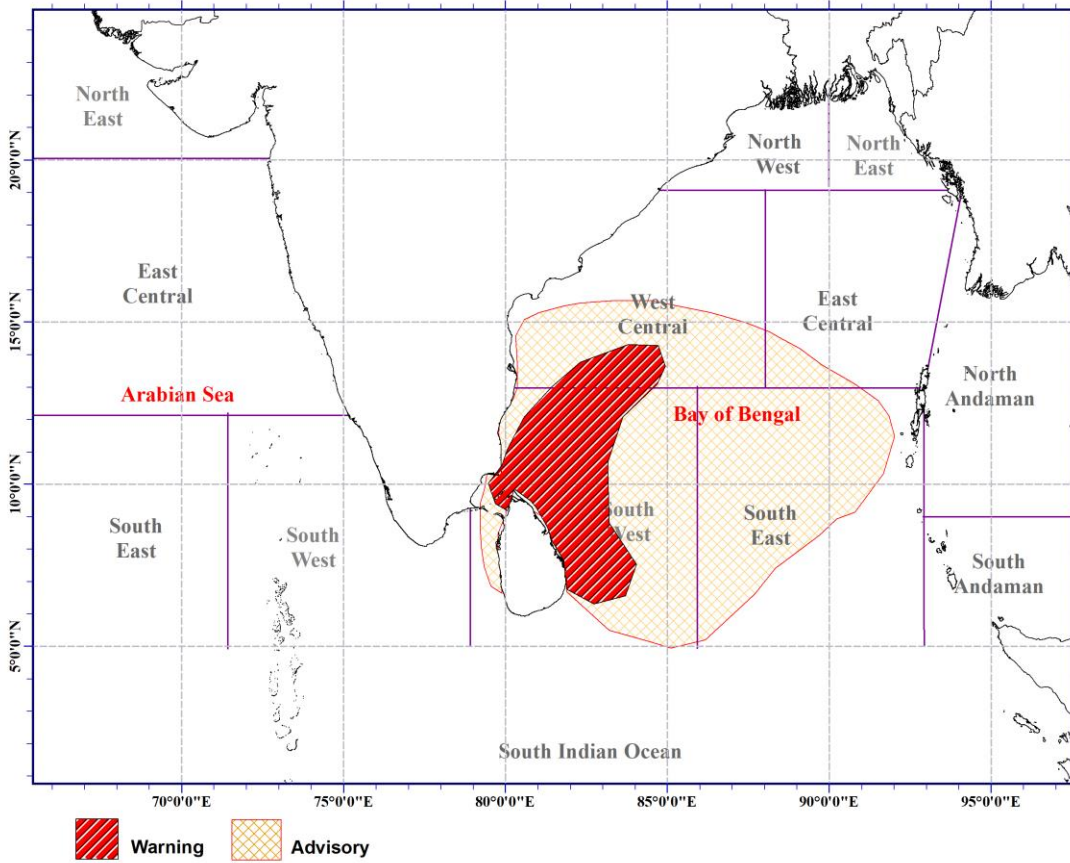 North
East
North
West
North
East
20°0'0"N
East
Central
West
Central
East
Central
15°0'0"N
North
Andaman
Arabian Sea
Bay of Bengal
10°0'0"N
South
East
South
West
South
West
South
East
South
Andaman
5°0'0"N
South Indian Ocean
70°0'0"E
75°0'0"E
80°0'0"E
85°0'0"E
90°0'0"E
95°0'0"E
Warning
Advisory